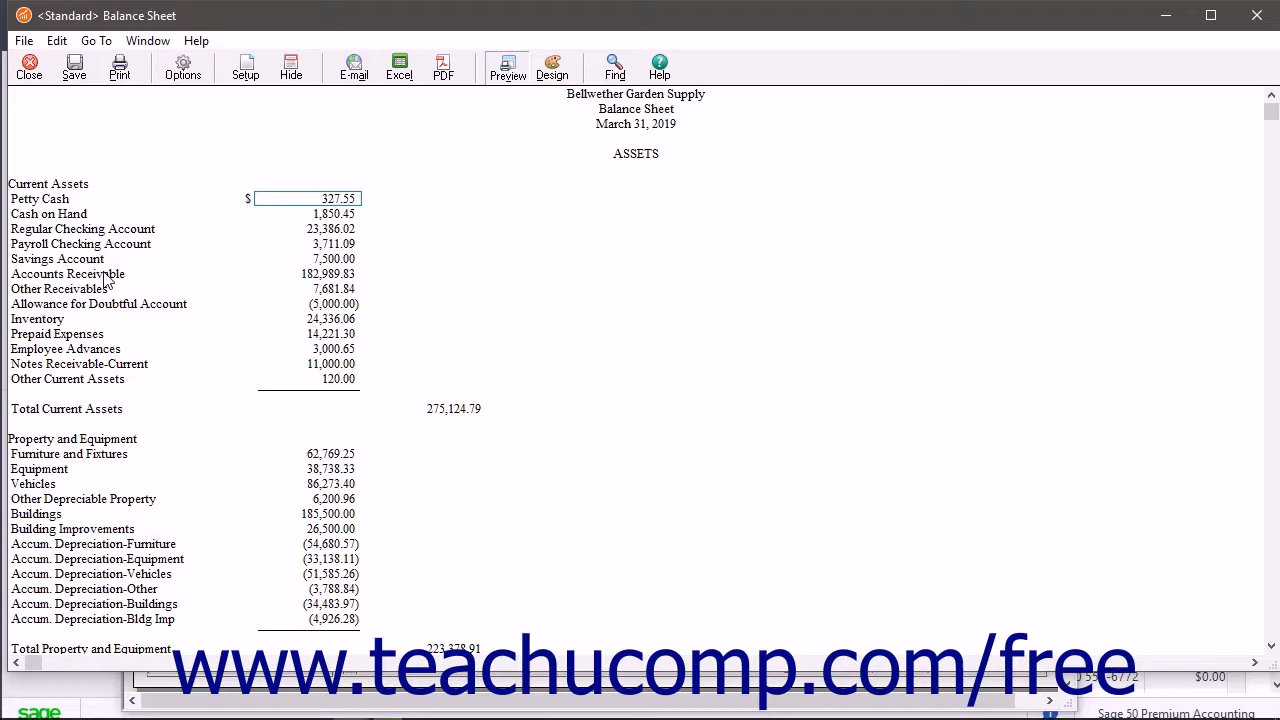 <Standard> Balance Sheet
File Edit Go To Window Help
Close Save Print Options Setup Hide E-mail Excel PDF Preview Design Find Help
Bellwether Garden Supply
Balance Sheet
March 31, 2019
ASSETS
Current Assets
Petty Cash $ 327.55
Cash on Hand 1,850.45
Regular Checking Account 23,386.02
Payroll Checking Account 3,711.09
Savings Account 7,500.00
Accounts Receivable 182,989.83
Other Receivables 7,681.84
Allowance for Doubtful Account (5,000.00)
Inventory 24,336.06
Prepaid Expenses 14,221.30
Employee Advances 3,000.65
Notes Receivable-Current 11,000.00
Other Current Assets 120.00
Total Current Assets 275,124.79
Property and Equipment
Furniture and Fixtures 62,769.25
Equipment 38,738.33
Vehicles 86,273.40
Other Depreciable Property 6,200.96
Buildings 185,500.00
Building Improvements 26,500.00
Accum. Depreciation-Furniture (54,680.57)
Accum. Depreciation-Equipment (33,138.11)
Accum. Depreciation-Vehicles (51,585.26)
Accum. Depreciation-Other (3,788.84)
Accum. Depreciation-Buildings (34,483.97)
Accum. Depreciation-Bldg Imp (4,926.28)
Total Property and Equipment 223,378.91
www.teachucomp.com/free
-6772 $0.00
sage Sage 50 Premium Accounting